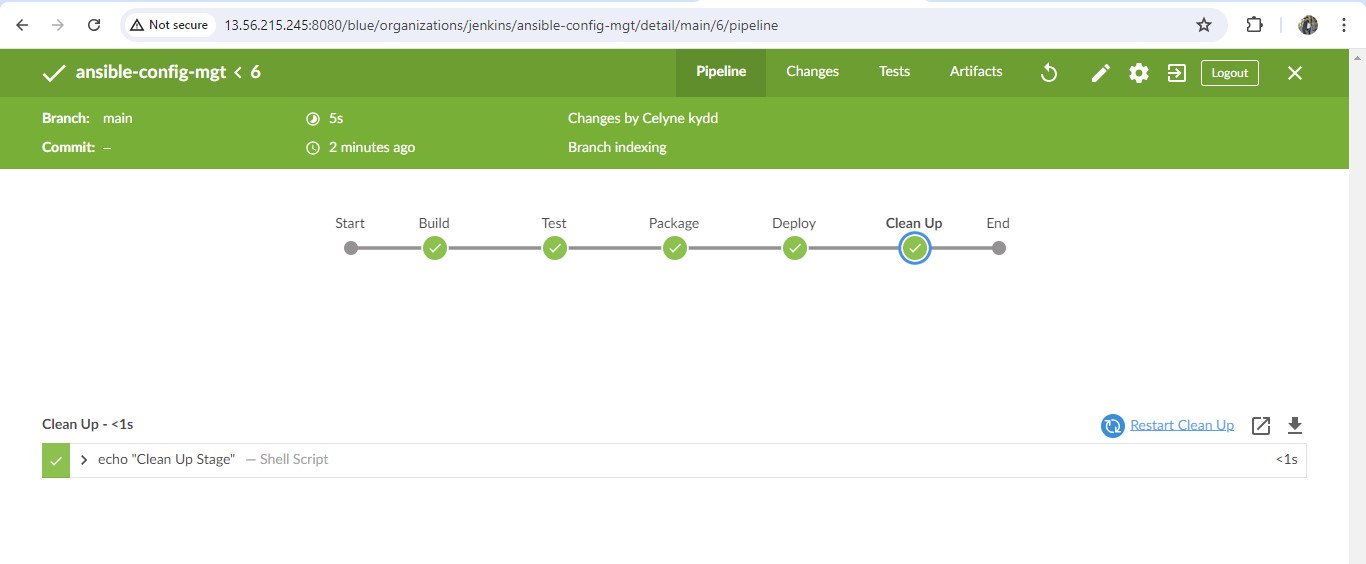 Not secure 13.56.215.245:8080/blue/organizations/jenkins/ansible-config-mgt/detail/main/6/pipeline
ansible-config-mgt < 6 Pipeline Changes Tests Artifacts Logout
Branch: main 5s Changes by Celyne kydd
Commit: – 2 minutes ago Branch indexing
Start Build Test Package Deploy Clean Up End
Clean Up - <1s Restart Clean Up
echo "Clean Up Stage" — Shell Script <1s